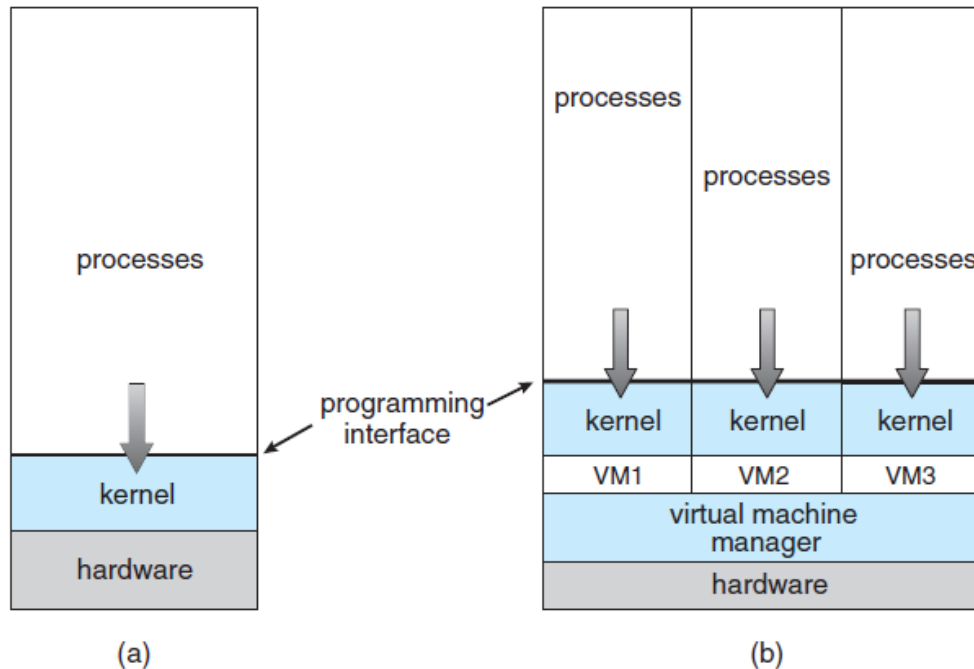 processes
kernel
hardware
(a)
programming
interface
processes
processes
processes
kernel
kernel
kernel
VM1
VM2
VM3
virtual machine
manager
hardware
(b)